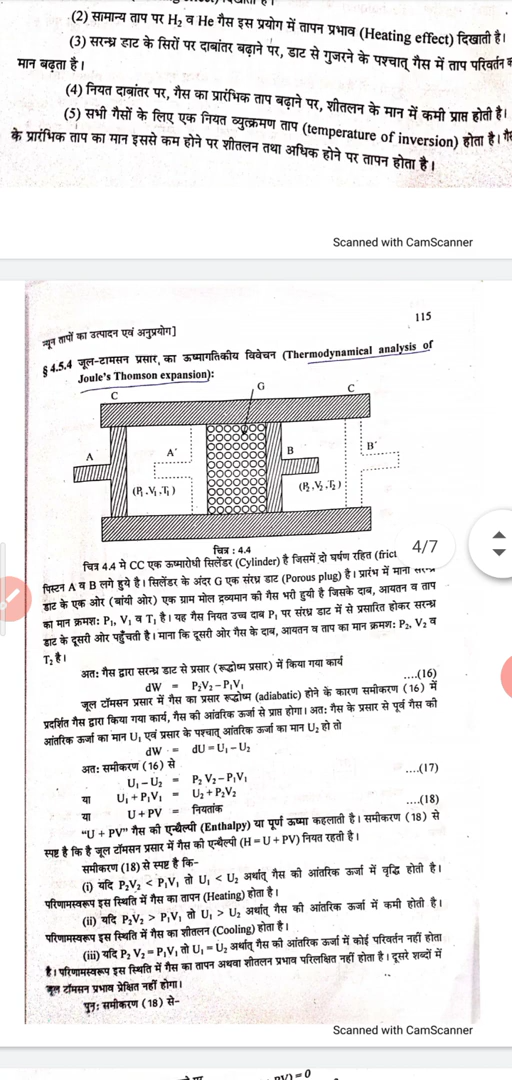 (2) सामान्य ताप पर H₂ व He गैस इस प्रयोग में तापन प्रभाव (Heating effect) दिखाती है।
(3) सरन्ध्र डाट के सिरों पर दाबांतर बढ़ाने पर, डाट से गुजरने के पश्चात् गैस में ताप परिवर्तन
मान बढ़ता है।
(4) नियत दाबांतर पर, गैस का प्रारंभिक ताप बढ़ाने पर, शीतलन के मान में कमी प्राप्त होती है।
(5) सभी गैसों के लिए एक नियत व्युत्क्रमण ताप (temperature of inversion) होता है।
के प्रारंभिक ताप का मान इससे कम होने पर शीतलन तथा अधिक होने पर तापन होता है।
Scanned with CamScanner
115
न्यून तापों का उत्पादन एवं अनुप्रयोग]
§ 4.5.4 जूल-टामसन प्रसार, का ऊष्मागतिकीय विवेचन (Thermodynamical analysis of
Joule's Thomson expansion):
C G C
A A′ B B′
(P₁.V₁.T₁) (P₂.V₂.T₂)
चित्र : 4.4
4/7
चित्र 4.4 मे CC एक ऊष्मारोधी सिलेंडर (Cylinder) है जिसमें दो घर्षण रहित (frict
पिस्टन A व B लगे हुये है। सिलेंडर के अंदर G एक संरध्र डाट (Porous plug) है। प्रारंभ में माना
डाट के एक ओर (बांयी ओर) एक ग्राम मोल द्रव्यमान की गैस भरी हुयी है जिसके दाब, आयतन व ताप
का मान क्रमश: P₁, V₁ व T₁ है। यह गैस नियत उच्च दाब P₁ पर संरध्र डाट में से प्रसारित होकर सरन्ध्र
डाट के दूसरी ओर पहुँचती है। माना कि दूसरी ओर गैस के दाब, आयतन व ताप का मान क्रमश: P₂, V₂ व
T₂ है।
अत: गैस द्वारा सरन्ध्र डाट से प्रसार (रूद्धोष्म प्रसार) में किया गया कार्य
dW = P₂V₂ – P₁V₁ ....(16)
जूल टॉमसन प्रसार में गैस का प्रसार रूद्धोष्म (adiabatic) होने के कारण समीकरण (16) में
प्रदर्शित गैस द्वारा किया गया कार्य, गैस की आंवरिक ऊर्जा से प्राप्त होगा। अत: गैस के प्रसार से पूर्व गैस की
आंतरिक ऊर्जा का मान U₁ एवं प्रसार के पश्चात् आंतरिक ऊर्जा का मान U₂ हो तो
dW = dU = U₁ – U₂
अत: समीकरण (16) से
U₁ – U₂ = P₂ V₂ – P₁V₁ ....(17)
या U₁ + P₁V₁ = U₂ + P₂V₂
या U + PV = नियतांक ....(18)
"U + PV" गैस की एन्थैल्पी (Enthalpy) या पूर्ण ऊष्मा कहलाती है। समीकरण (18) से
स्पष्ट है कि है जूल टॉमसन प्रसार में गैस की एन्थैल्पी (H = U + PV) नियत रहती है।
समीकरण (18) से स्पष्ट है कि–
(i) यदि P₂V₂ < P₁V₁ तो U₁ < U₂ अर्थात् गैस की आंतरिक ऊर्जा में वृद्धि होती है।
परिणामस्वरूप इस स्थिति में गैस का तापन (Heating) होता है।
(ii) यदि P₂V₂ > P₁V₁ तो U₁ > U₂ अर्थात् गैस की आंतरिक ऊर्जा में कमी होती है।
परिणामस्वरूप इस स्थिति में गैस का शीतलन (Cooling) होता है।
(iii) यदि P₂ V₂ = P₁V₁ तो U₁ = U₂ अर्थात् गैस की आंतरिक ऊर्जा में कोई परिवर्तन नहीं होता
है। परिणामस्वरूप इस स्थिति में गैस का तापन अथवा शीतलन प्रभाव परिलक्षित नहीं होता है। दूसरे शब्दों में
जूल टॉमसन प्रभाव प्रेक्षित नहीं होगा।
पुन: समीकरण (18) से–
Scanned with CamScanner
PV) = 0